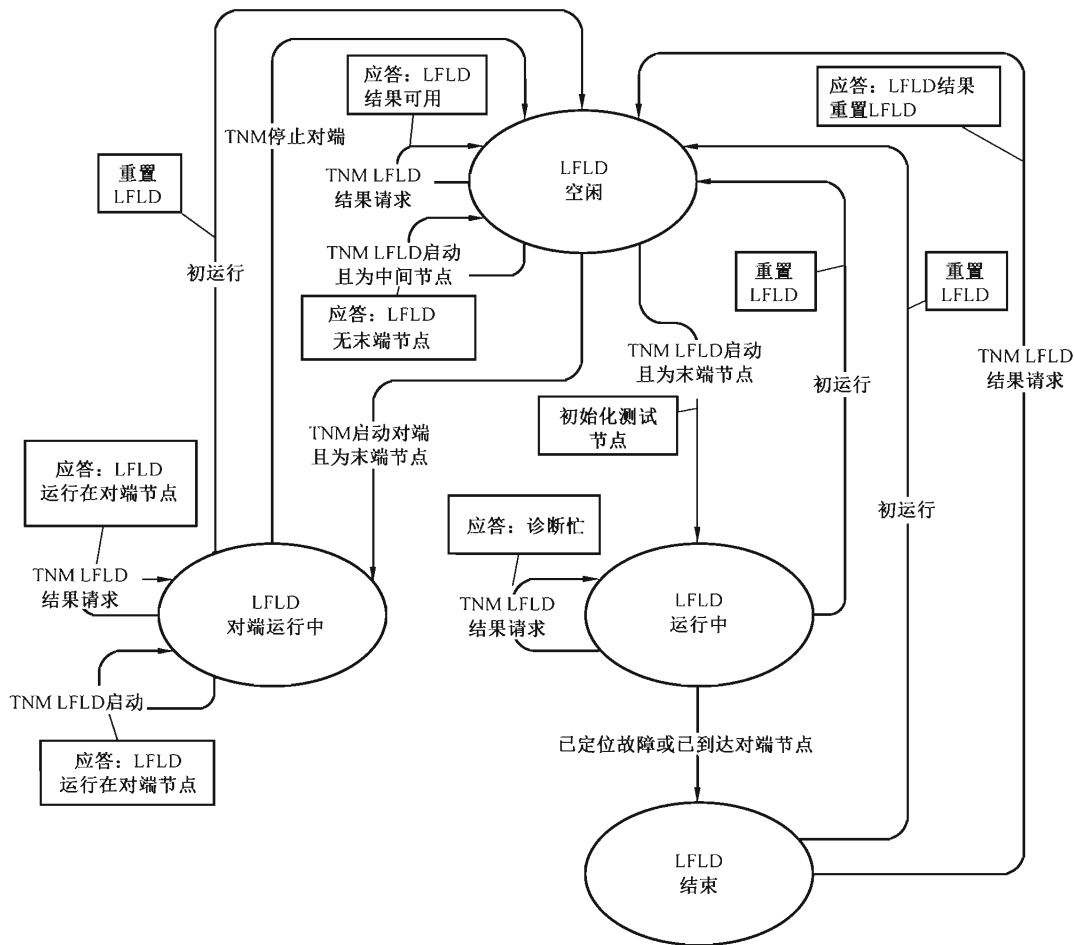 应答：LFLD
结果可用
应答：LFLD结果
重置LFLD
TNM停止对端
重置
LFLD
TNM LFLD
结果请求
LFLD
空闲
初运行
TNM LFLD启动
且为中间节点
重置
LFLD
重置
LFLD
应答：LFLD
无末端节点
TNM LFLD启动
且为末端节点
TNM LFLD
结果请求
初运行
初始化测试
节点
TNM启动对端
且为末端节点
应答：LFLD
运行在对端节点
应答：诊断忙
初运行
TNM LFLD
结果请求
LFLD
对端运行中
TNM LFLD
结果请求
LFLD
运行中
TNM LFLD启动
应答：LFLD
运行在对端节点
已定位故障或已到达对端节点
LFLD
结束